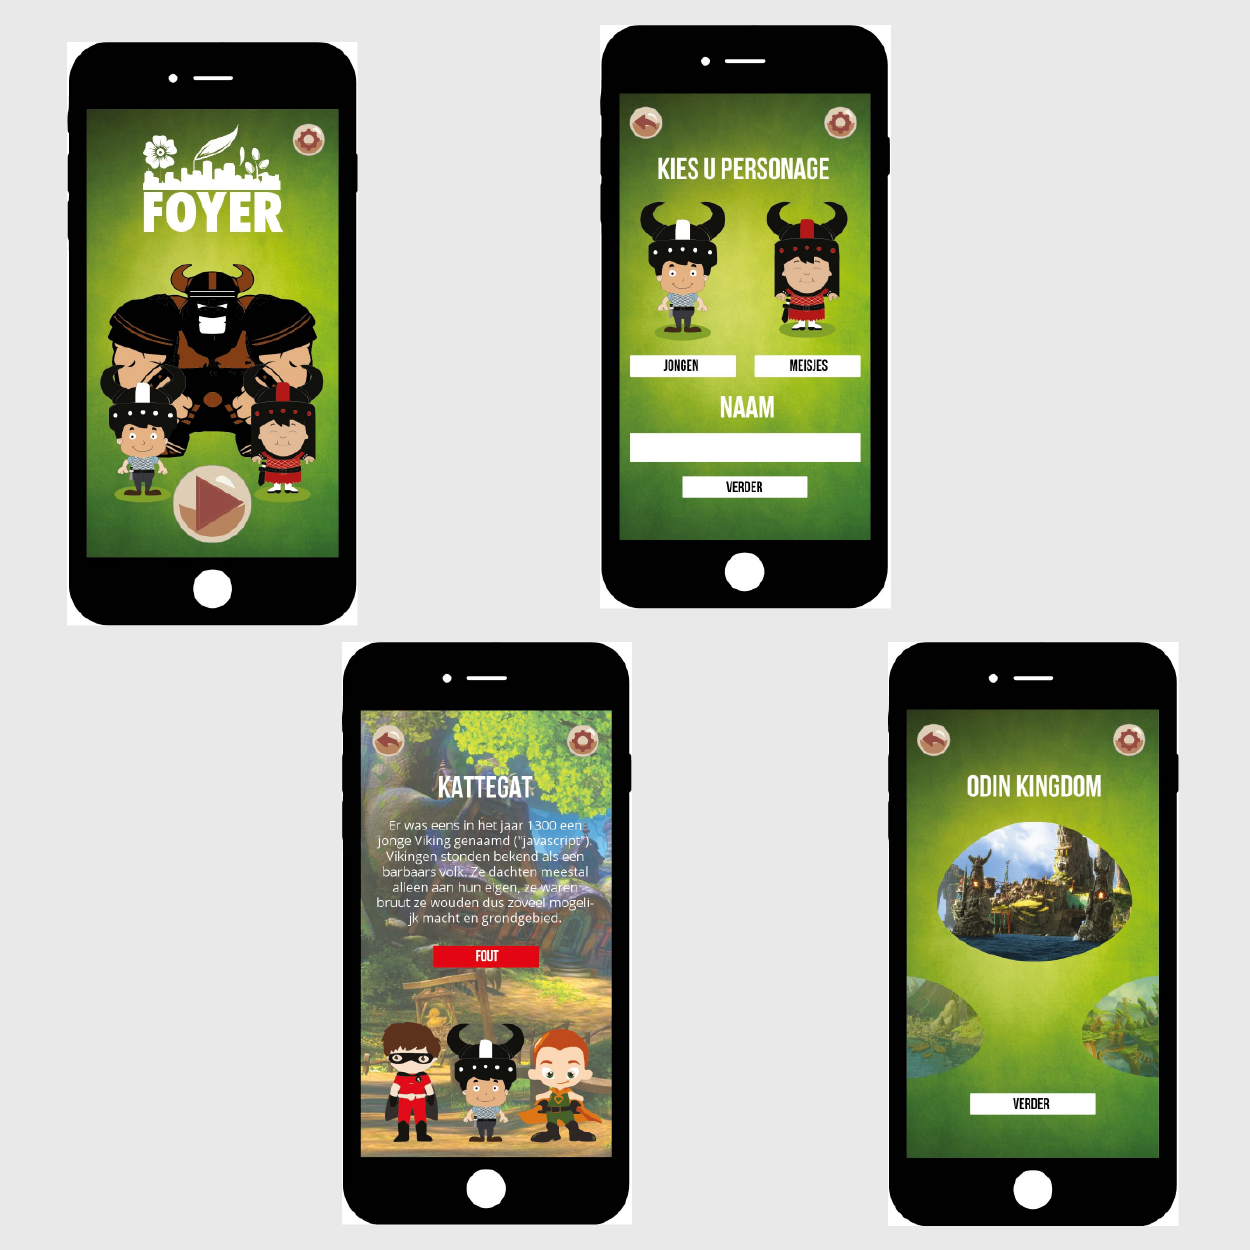 FOYER
KIES U PERSONAGE
JONGEN
MEISJES
NAAM
VERDER
KATTEGAT
Er was eens in het jaar 1300 een
jonge Viking genaamd ("javascript").
Vikingen stonden bekend als een
barbaars volk. Ze dachten meestal
alleen aan hun eigen, ze waren
bruut ze wouden dus zoveel mogeli-
jk macht en grondgebied.
FOUT
ODIN KINGDOM
VERDER